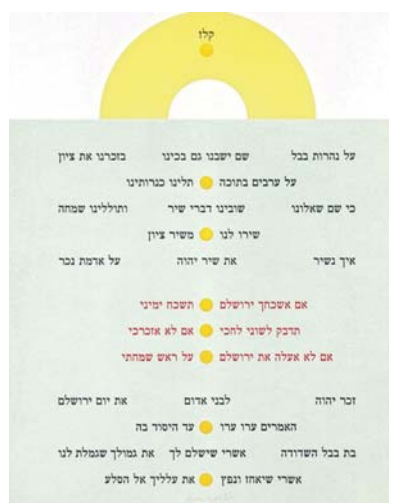 קלז
על נהרות בבל שם ישבנו גם בכינו בזכרנו את ציון
על ערבים בתוכה תלינו כנרותינו
כי שם שאלונו שובינו דברי שיר ותוללינו שמחה
שירו לנו משיר ציון
איך נשיר את שיר יהוה על אדמת נכר
אם אשכחך ירושלם תשכח ימיני
תדבק לשוני לחכי אם לא אזכרכי
אם לא אעלה את ירושלם על ראש שמחתי
זכר יהוה לבני אדום את יום ירושלם
האמרים ערו ערו עד היסוד בה
בת בבל השדודה אשרי שישלם לך את גמולך שגמלת לנו
אשרי שיאחז ונפץ את עלליך אל הסלע